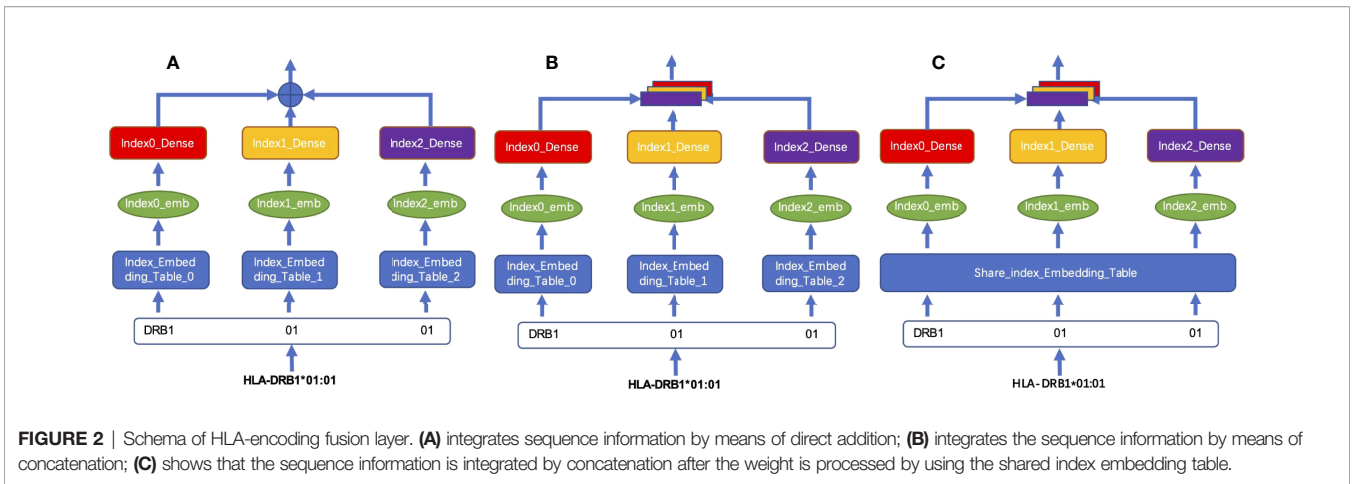 A
B
C
Index0_Dense
Index1_Dense
Index2_Dense
Index0_Dense
Index1_Dense
Index2_Dense
Index0_Dense
Index1_Dense
Index2_Dense
Index0_emb
Index1_emb
Index2_emb
Index0_emb
Index1_emb
Index2_emb
Index0_emb
Index1_emb
Index2_emb
Index_Embed
ding_Table_0
Index_Embed
ding_Table_1
Index_Embed
ding_Table_2
Index_Embed
ding_Table_0
Index_Embed
ding_Table_1
Index_Embed
ding_Table_2
Share_index_Embedding_Table
DRB1 01 01
DRB1 01 01
DRB1 01 01
HLA-DRB1*01:01
HLA-DRB1*01:01
HLA-DRB1*01:01
FIGURE 2 | Schema of HLA-encoding fusion layer. (A) integrates sequence information by means of direct addition; (B) integrates the sequence information by means of
concatenation; (C) shows that the sequence information is integrated by concatenation after the weight is processed by using the shared index embedding table.